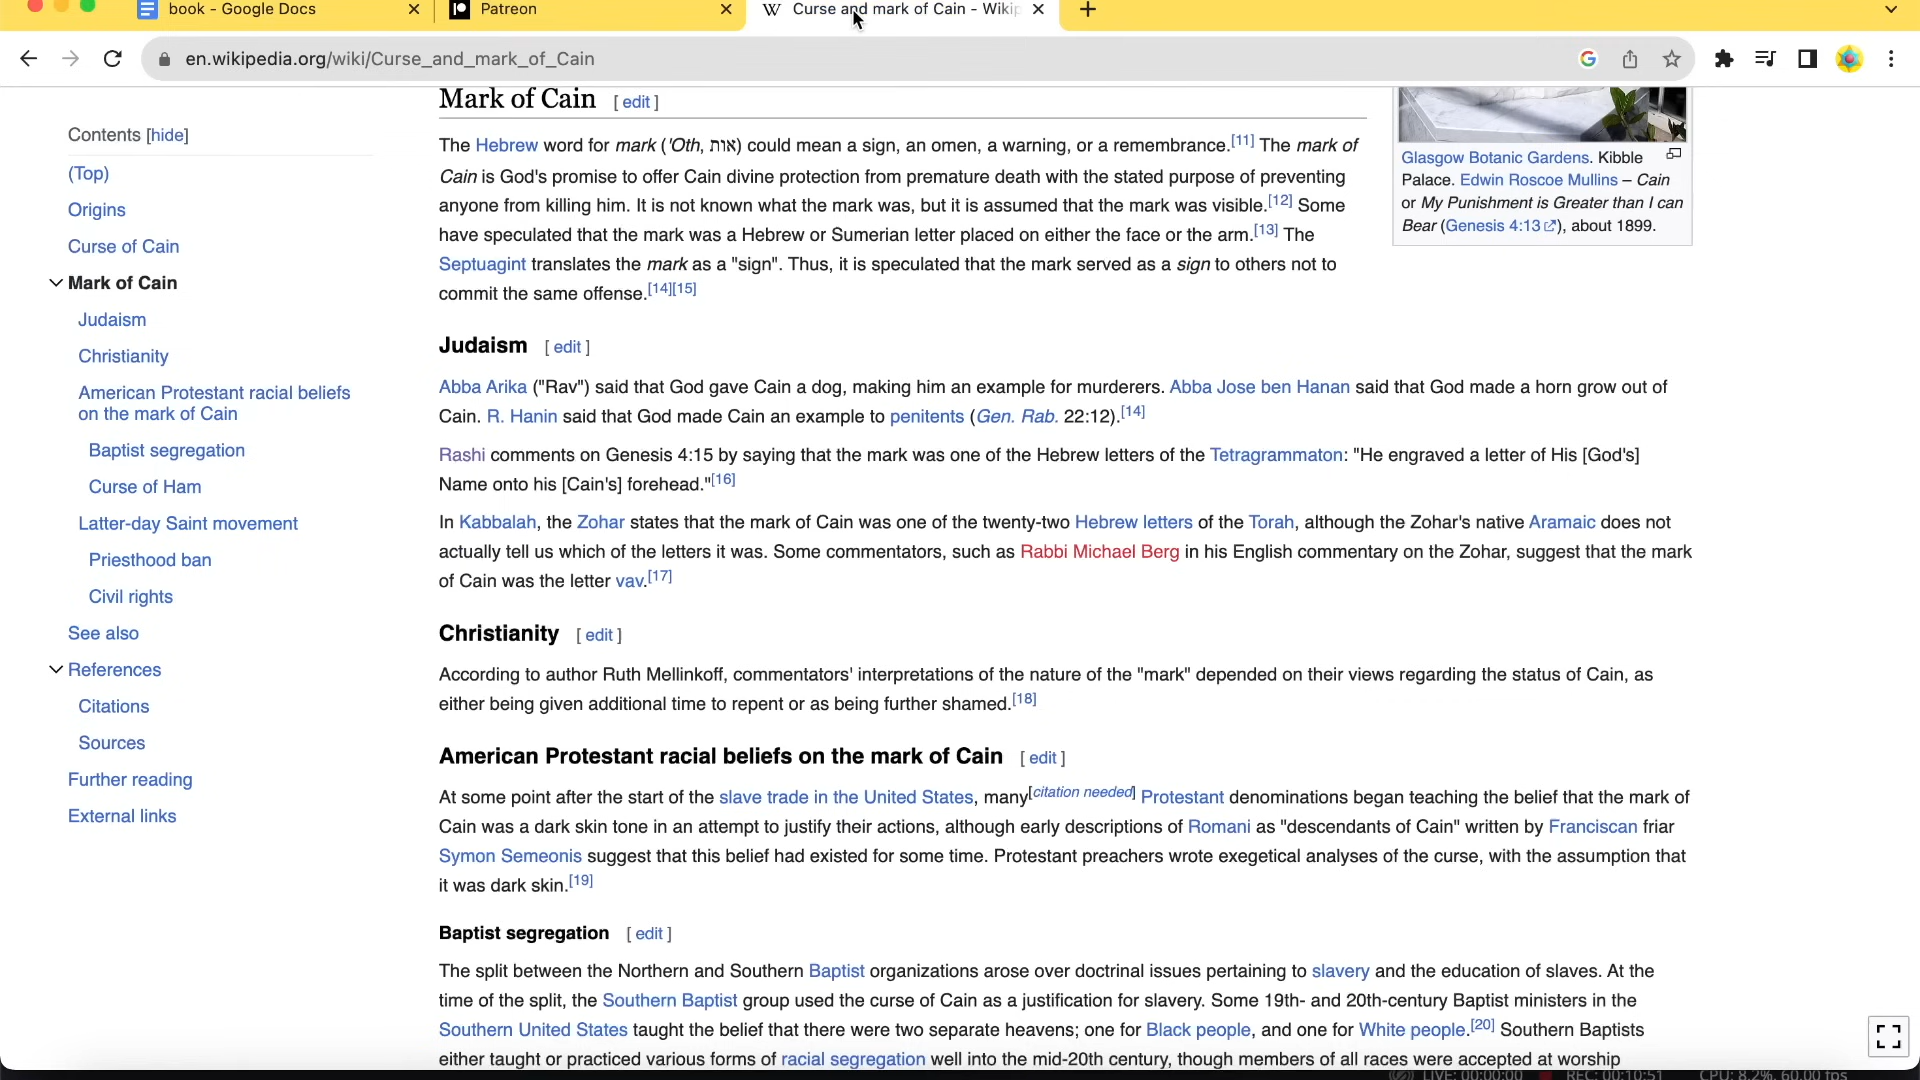 book - Google Docs
Patreon
Curse and mark of Cain - Wikip
en.wikipedia.org/wiki/Curse_and_mark_of_Cain
Contents [hide]
(Top)
Origins
Curse of Cain
Mark of Cain
Judaism
Christianity
American Protestant racial beliefs
on the mark of Cain
Baptist segregation
Curse of Ham
Latter-day Saint movement
Priesthood ban
Civil rights
See also
References
Citations
Sources
Further reading
External links
Mark of Cain [ edit ]
The Hebrew word for mark ('Oth, אות) could mean a sign, an omen, a warning, or a remembrance.[11] The mark of
Cain is God's promise to offer Cain divine protection from premature death with the stated purpose of preventing
anyone from killing him. It is not known what the mark was, but it is assumed that the mark was visible.[12] Some
have speculated that the mark was a Hebrew or Sumerian letter placed on either the face or the arm.[13] The
Septuagint translates the mark as a "sign". Thus, it is speculated that the mark served as a sign to others not to
commit the same offense.[14][15]
Glasgow Botanic Gardens. Kibble
Palace. Edwin Roscoe Mullins – Cain
or My Punishment is Greater than I can
Bear (Genesis 4:13), about 1899.
Judaism [ edit ]
Abba Arika ("Rav") said that God gave Cain a dog, making him an example for murderers. Abba Jose ben Hanan said that God made a horn grow out of
Cain. R. Hanin said that God made Cain an example to penitents (Gen. Rab. 22:12).[14]
Rashi comments on Genesis 4:15 by saying that the mark was one of the Hebrew letters of the Tetragrammaton: "He engraved a letter of His [God's]
Name onto his [Cain's] forehead."[16]
In Kabbalah, the Zohar states that the mark of Cain was one of the twenty-two Hebrew letters of the Torah, although the Zohar's native Aramaic does not
actually tell us which of the letters it was. Some commentators, such as Rabbi Michael Berg in his English commentary on the Zohar, suggest that the mark
of Cain was the letter vav.[17]
Christianity [ edit ]
According to author Ruth Mellinkoff, commentators' interpretations of the nature of the "mark" depended on their views regarding the status of Cain, as
either being given additional time to repent or as being further shamed.[18]
American Protestant racial beliefs on the mark of Cain [ edit ]
At some point after the start of the slave trade in the United States, many[citation needed] Protestant denominations began teaching the belief that the mark of
Cain was a dark skin tone in an attempt to justify their actions, although early descriptions of Romani as "descendants of Cain" written by Franciscan friar
Symon Semeonis suggest that this belief had existed for some time. Protestant preachers wrote exegetical analyses of the curse, with the assumption that
it was dark skin.[19]
Baptist segregation [ edit ]
The split between the Northern and Southern Baptist organizations arose over doctrinal issues pertaining to slavery and the education of slaves. At the
time of the split, the Southern Baptist group used the curse of Cain as a justification for slavery. Some 19th- and 20th-century Baptist ministers in the
Southern United States taught the belief that there were two separate heavens; one for Black people, and one for White people.[20] Southern Baptists
either taught or practiced various forms of racial segregation well into the mid-20th century, though members of all races were accepted at worship
LIVE: 00:00:00 REC: 00:10:51 CPU: 8.2%, 60.00 fps